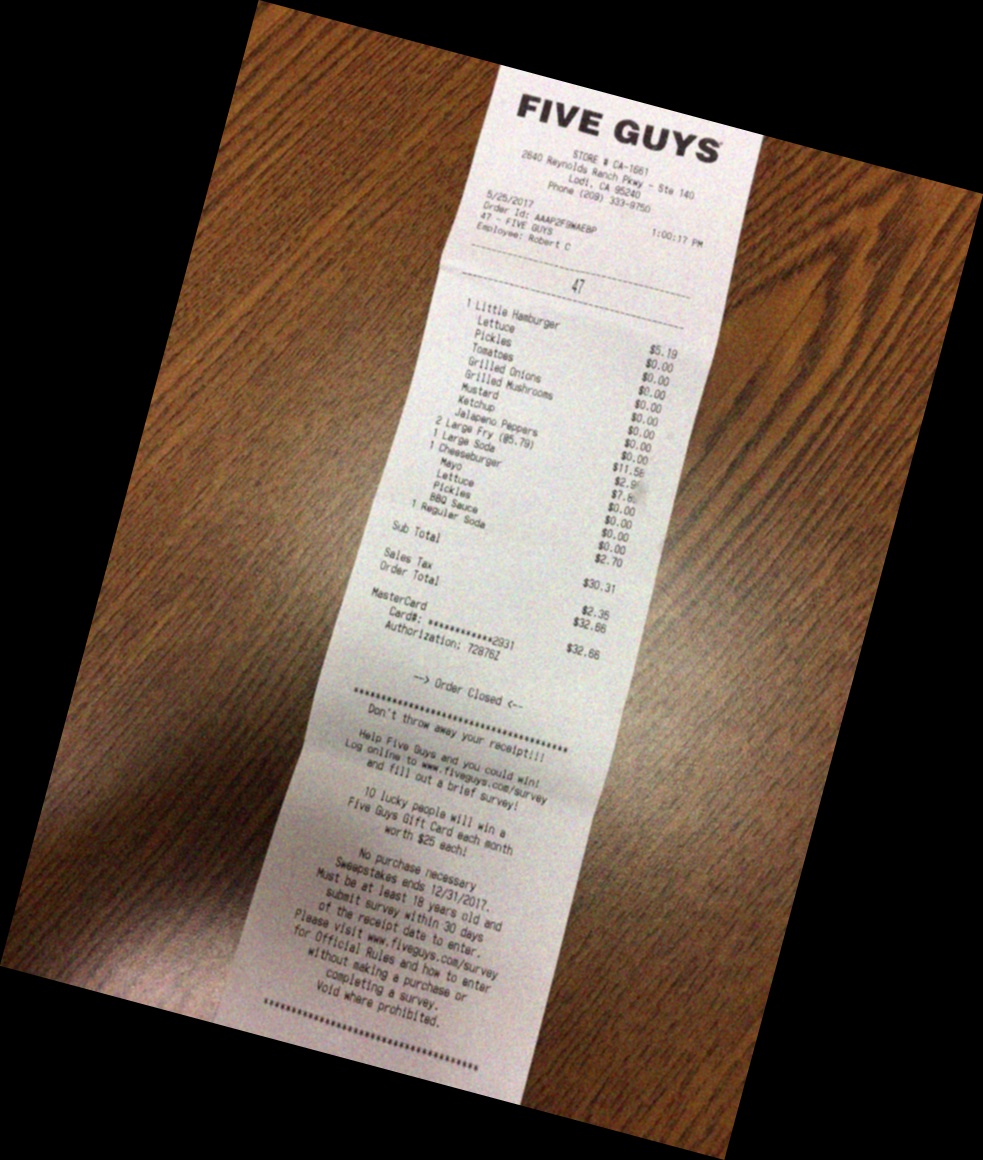 FIVE GUYS
STORE # CA-1661
2640 Reynolds Ranch Pkwy - Ste 140
Lodi, CA 95240
Phone (209) 333-9750
5/25/2017 1:00:17 PM
Order Id:
47 - FIVE GUYS
Employee: Robert C
47
1 Little Hamburger $5.19
Lettuce $0.00
Pickles $0.00
Tomatoes $0.00
Grilled Onions $0.00
Grilled Mushrooms $0.00
Mustard $0.00
Ketchup $0.00
Jalapeno Peppers $0.00
2 Large Fry (@5.79) $11.58
1 Large Soda
1 Cheeseburger
Mayo $0.00
Lettuce $0.00
Pickles $0.00
BBQ Sauce $0.00
1 Regular Soda $2.70
Sub Total $30.31
Sales Tax $2.35
Order Total $32.66
MasterCard $32.66
Card#: ************2931
Authorization: 72876Z
--> Order Closed <--
****************************************
Don't throw away your receipt!!!
Help Five Guys and you could win!
Log online to www.fiveguys.com/survey
and fill out a brief survey!
10 lucky people will win a
Five Guys Gift Card each month
worth $25 each!
No purchase necessary
Sweepstakes ends 12/31/2017.
Must be at least 18 years old and
submit survey within 30 days
of the receipt date to enter.
Please visit www.fiveguys.com/survey
for Official Rules and how to enter
without making a purchase or
completing a survey.
Void where prohibited.
****************************************